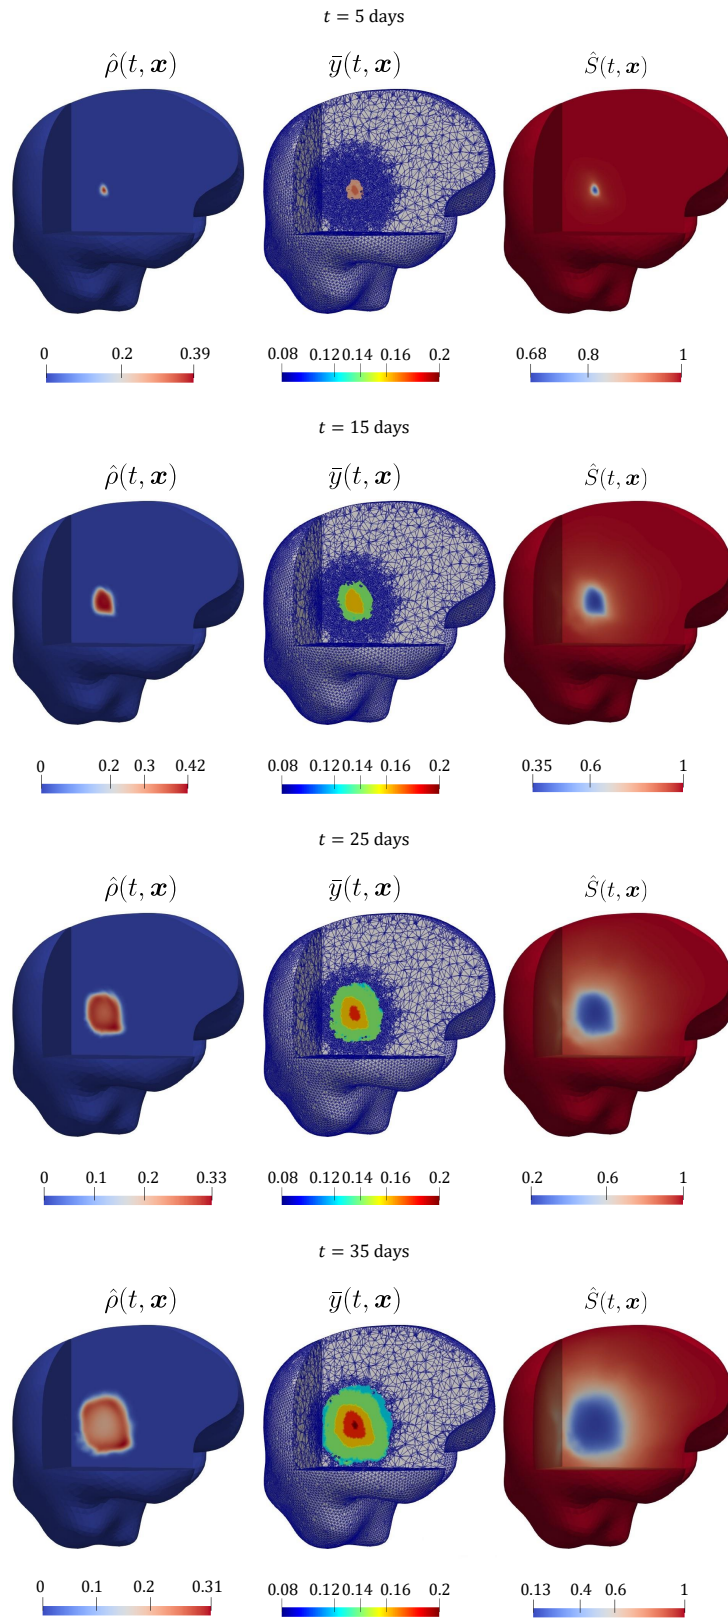 t = 5 days
ρ̂(t, x) ȳ(t, x) Ŝ(t, x)
0 0.2 0.39 0.08 0.12 0.14 0.16 0.2 0.68 0.8 1
t = 15 days
ρ̂(t, x) ȳ(t, x) Ŝ(t, x)
0 0.2 0.3 0.42 0.08 0.12 0.14 0.16 0.2 0.35 0.6 1
t = 25 days
ρ̂(t, x) ȳ(t, x) Ŝ(t, x)
0 0.1 0.2 0.33 0.08 0.12 0.14 0.16 0.2 0.2 0.6 1
t = 35 days
ρ̂(t, x) ȳ(t, x) Ŝ(t, x)
0 0.1 0.2 0.31 0.08 0.12 0.14 0.16 0.2 0.13 0.4 0.6 1